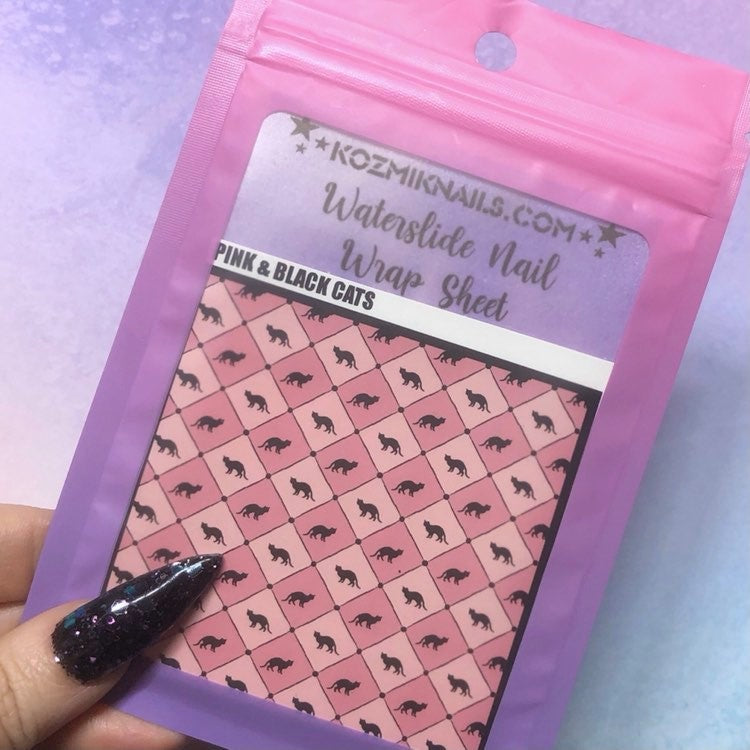 KOZMIKNAILS.COM
Waterslide Nail
Wrap Sheet
PINK & BLACK CATS